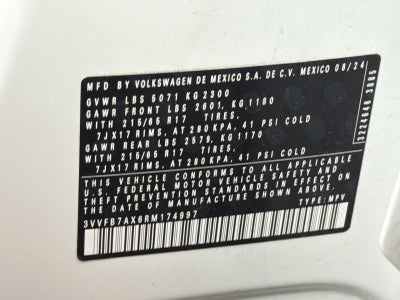 MFD BY VOLKSWAGEN DE MEXICO S.A. DE C.V. MEXICO 08/24
GVWR LBS 5071 KG 2300
GAWR FRONT LBS 2601, KG 1180
WITH 215/65 R17 TIRES,
7JX17 RIMS, AT 280 KPA, 41 PSI COLD
GAWR REAR LBS 2579, KG 1170
WITH 215/65 R17 TIRES,
7JX17 RIMS, AT 280 KPA, 41 PSI COLD
THIS VEHICLE CONFORMS TO ALL APPLICABLE
U.S. FEDERAL MOTOR VEHICLE SAFETY AND
THEFT PREVENTION STANDARDS IN EFFECT ON
THE DATE OF MANUFACTURE SHOWN ABOVE.
3VVFB7AX6RM174997
TYPE: MPV